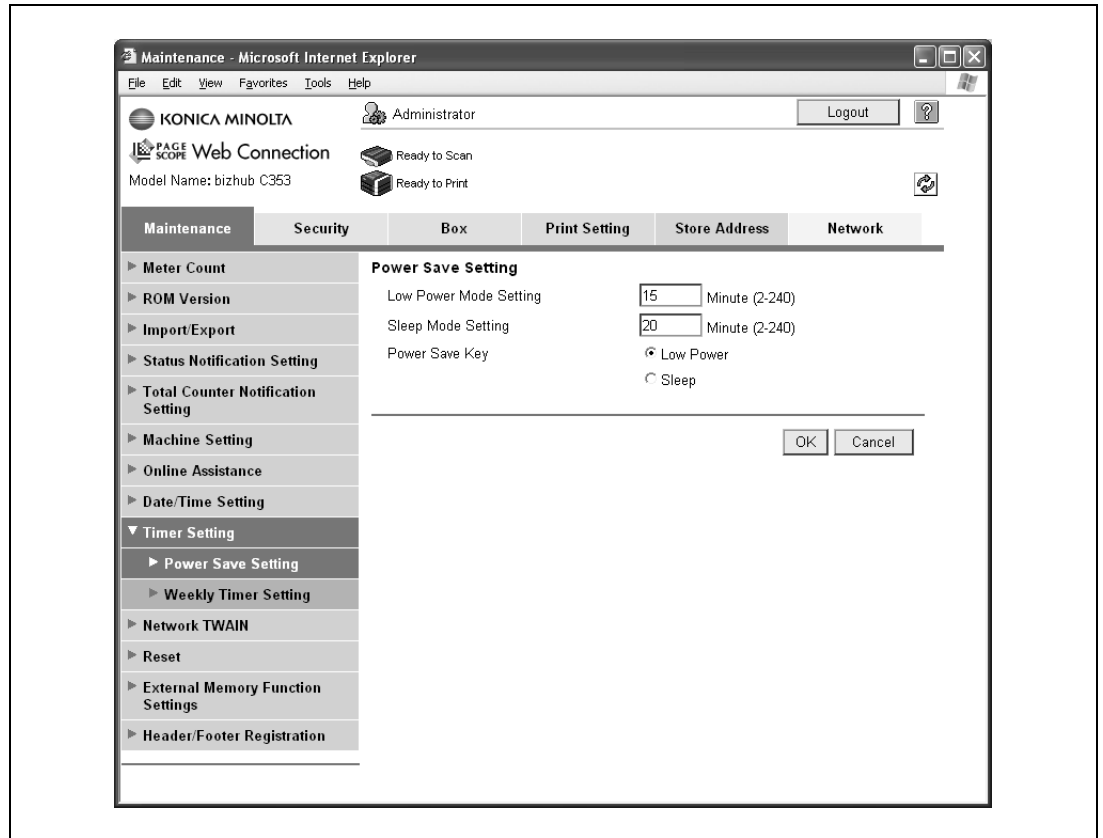 Maintenance - Microsoft Internet Explorer
File Edit View Favorites Tools Help
KONICA MINOLTA
Administrator
Logout
?
PAGE SCOPE Web Connection
Ready to Scan
Model Name: bizhub C353
Ready to Print
Maintenance Security Box Print Setting Store Address Network
Meter Count
ROM Version
Import/Export
Status Notification Setting
Total Counter Notification
Setting
Machine Setting
Online Assistance
Date/Time Setting
Timer Setting
Power Save Setting
Weekly Timer Setting
Network TWAIN
Reset
External Memory Function
Settings
Header/Footer Registration
Power Save Setting
Low Power Mode Setting 15 Minute (2-240)
Sleep Mode Setting 20 Minute (2-240)
Power Save Key Low Power
Sleep
OK Cancel